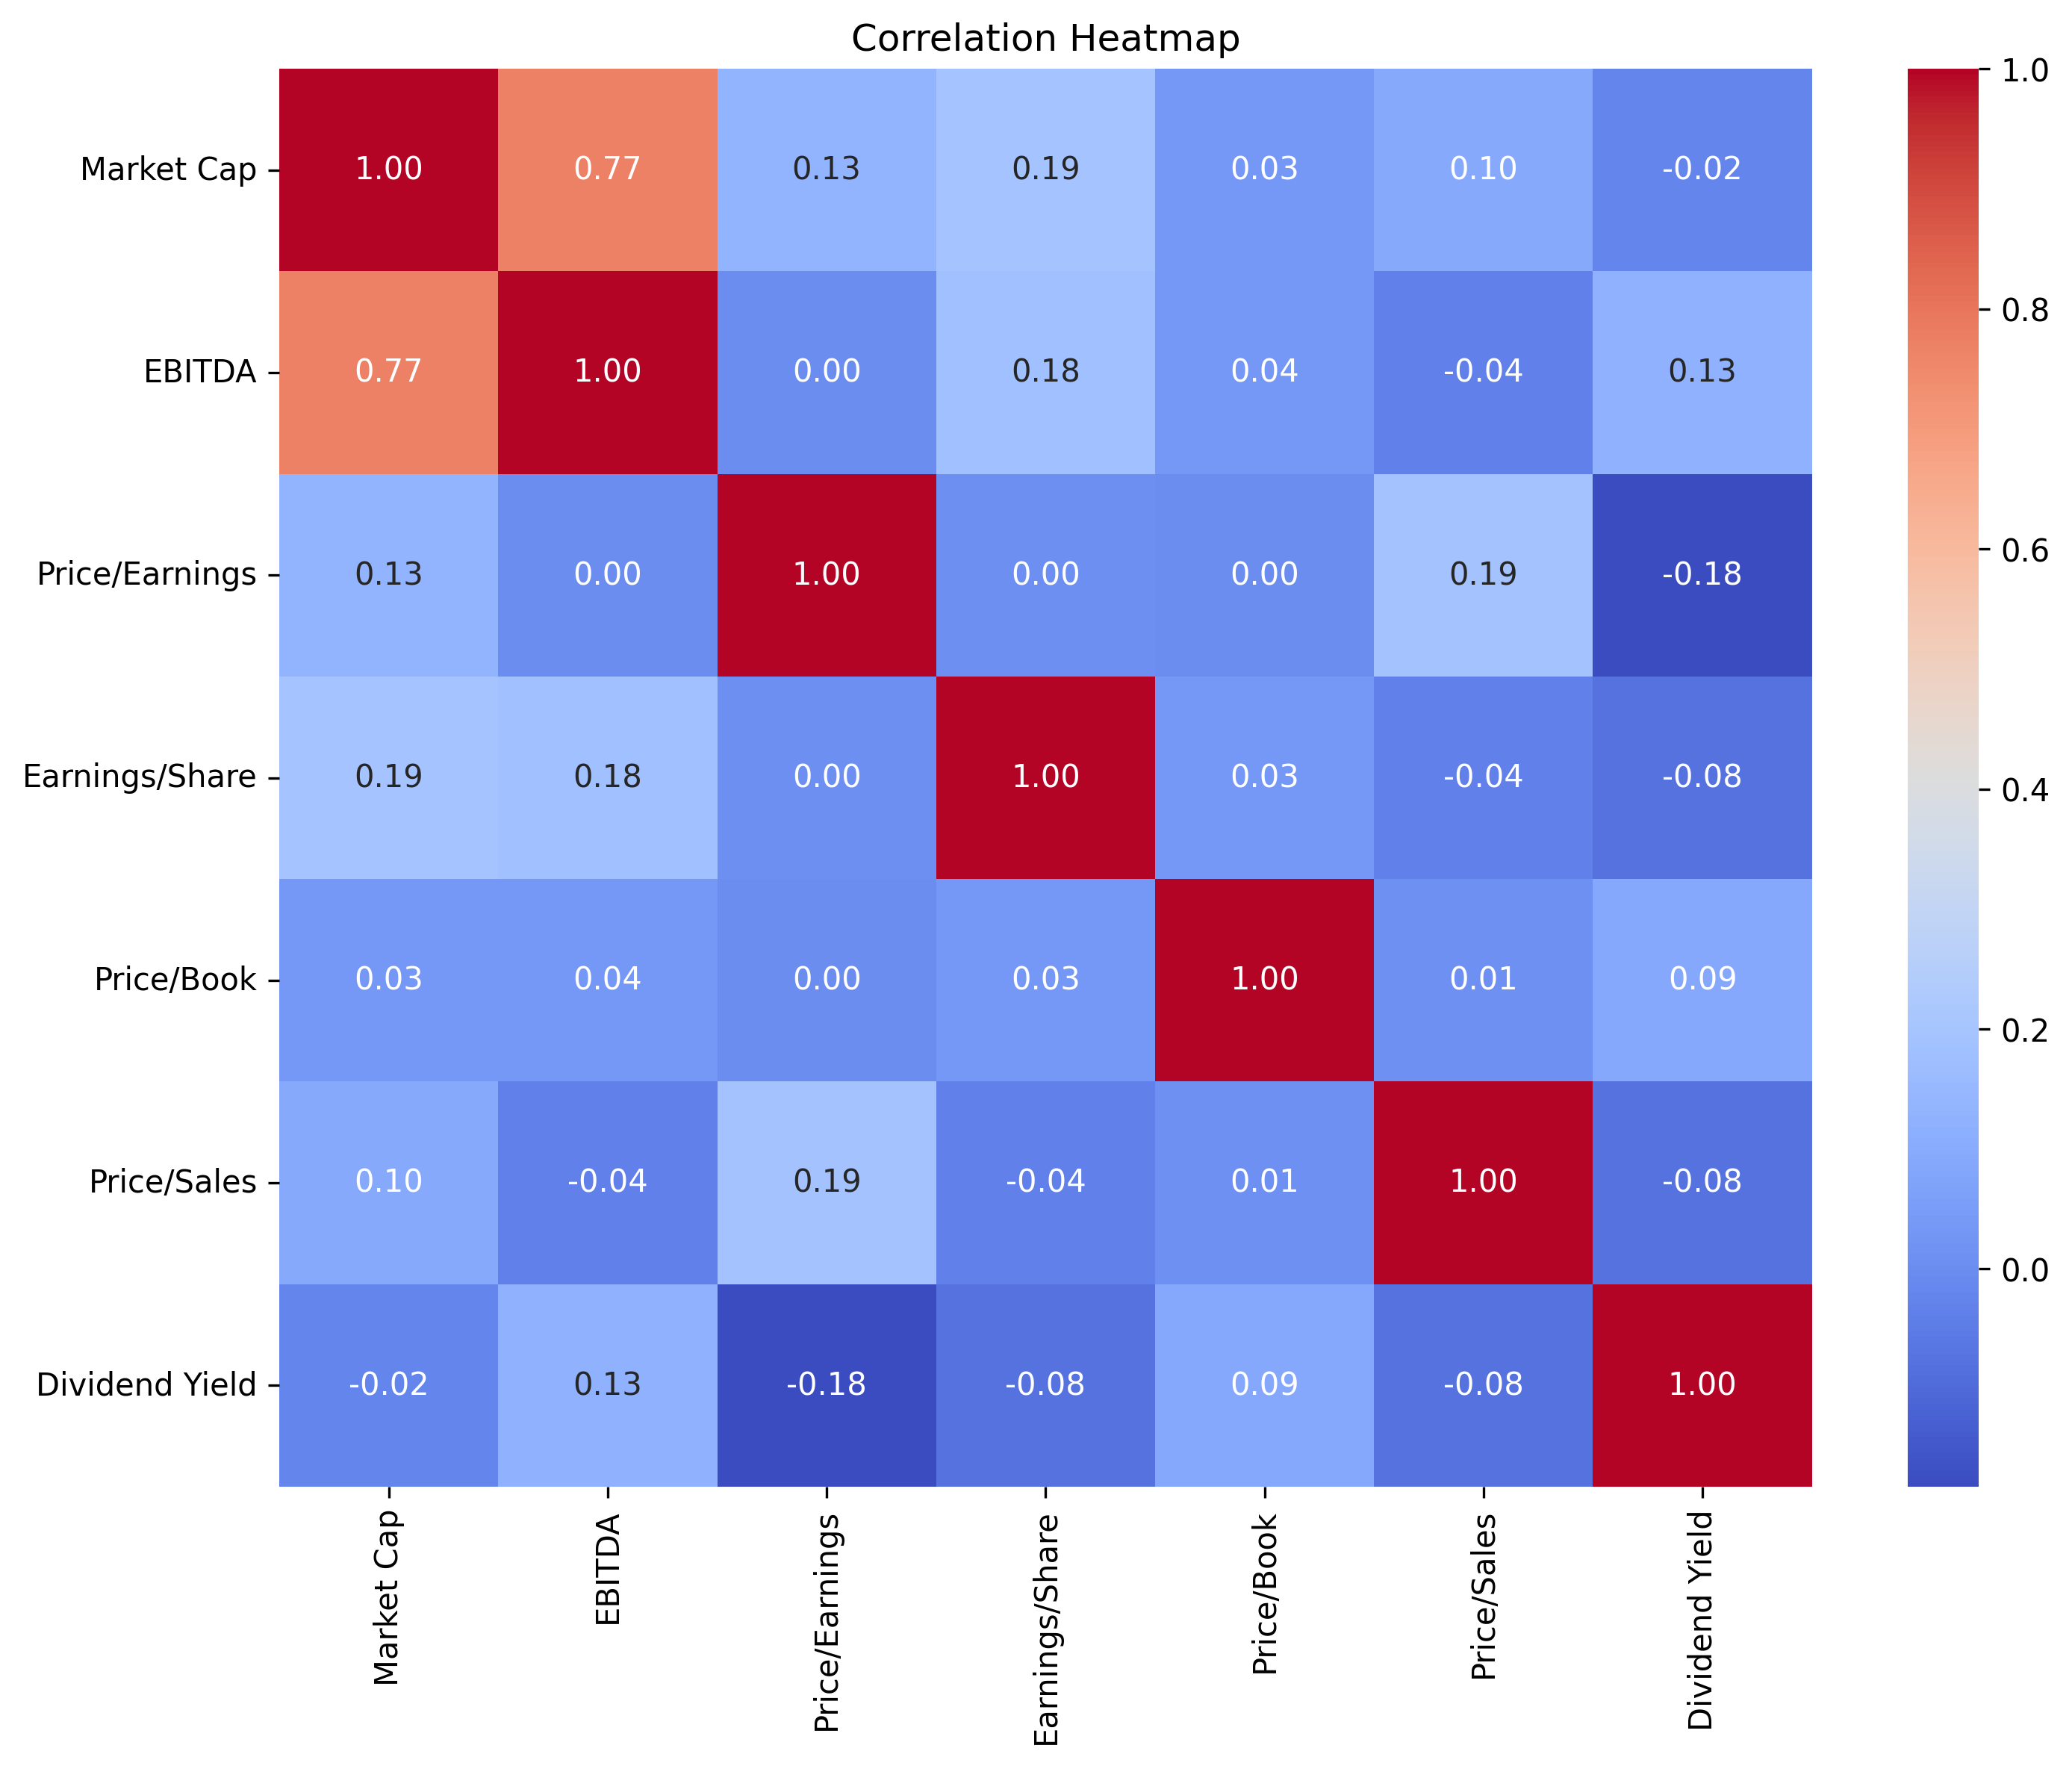 Correlation Heatmap
Market Cap 1.00 0.77 0.13 0.19 0.03 0.10 -0.02
EBITDA 0.77 1.00 0.00 0.18 0.04 -0.04 0.13
Price/Earnings 0.13 0.00 1.00 0.00 0.00 0.19 -0.18
Earnings/Share 0.19 0.18 0.00 1.00 0.03 -0.04 -0.08
Price/Book 0.03 0.04 0.00 0.03 1.00 0.01 0.09
Price/Sales 0.10 -0.04 0.19 -0.04 0.01 1.00 -0.08
Dividend Yield -0.02 0.13 -0.18 -0.08 0.09 -0.08 1.00
Market Cap
EBITDA
Price/Earnings
Earnings/Share
Price/Book
Price/Sales
Dividend Yield
1.0
0.8
0.6
0.4
0.2
0.0